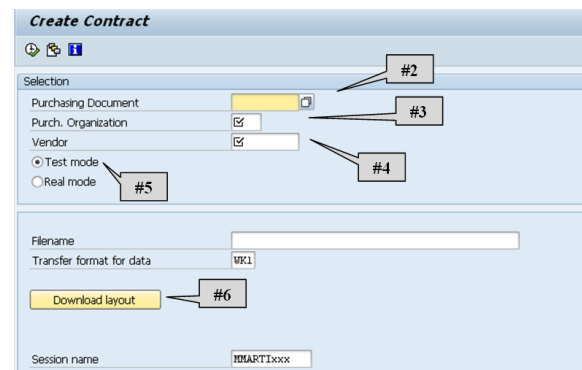 Create Contract
#2
Selection
Purchasing Document
#3
Purch. Organization
Vendor
#4
Test mode
#5
Real mode
Filename
Transfer format for data WK1
Download layout
#6
Session name MMARTIxxx